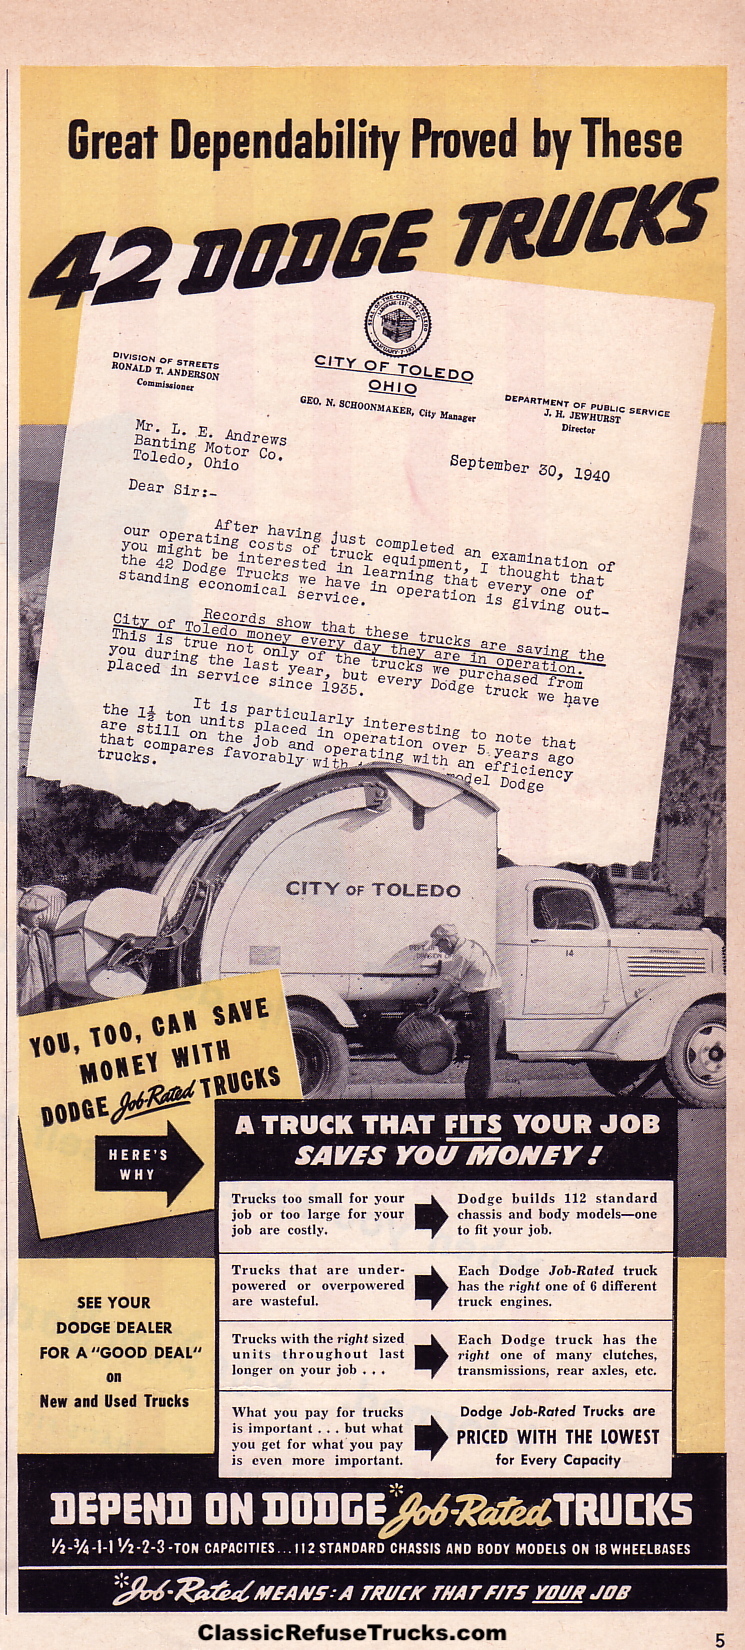 Great Dependability Proved by These
42 DODGE TRUCKS
SEAL OF THE CITY OF TOLEDO
JANUARY 7 1837
DIVISION OF STREETS
RONALD T. ANDERSON
Commissioner
CITY OF TOLEDO
OHIO
GEO. N. SCHOONMAKER, City Manager
DEPARTMENT OF PUBLIC SERVICE
J. H. JEWHURST
Director
Mr. L. E. Andrews
Banting Motor Co.
Toledo, Ohio
September 30, 1940
Dear Sir:-
After having just completed an examination of
our operating costs of truck equipment, I thought that
you might be interested in learning that every one of
the 42 Dodge Trucks we have in operation is giving out-
standing economical service.
Records show that these trucks are saving the
City of Toledo money every day they are in operation.
This is true not only of the trucks we purchased from
you during the last year, but every Dodge truck we have
placed in service since 1935.
It is particularly interesting to note that
the 1½ ton units placed in operation over 5 years ago
are still on the job and operating with an efficiency
that compares favorably with model Dodge
trucks.
CITY OF TOLEDO
14
YOU, TOO, CAN SAVE
MONEY WITH
DODGE Job-Rated TRUCKS
HERE'S
WHY
A TRUCK THAT FITS YOUR JOB
SAVES YOU MONEY!
Trucks too small for your
job or too large for your
job are costly.
Dodge builds 112 standard
chassis and body models—one
to fit your job.
Trucks that are under-
powered or overpowered
are wasteful.
Each Dodge Job-Rated truck
has the right one of 6 different
truck engines.
Trucks with the right sized
units throughout last
longer on your job . . .
Each Dodge truck has the
right one of many clutches,
transmissions, rear axles, etc.
What you pay for trucks
is important . . . but what
you get for what you pay
is even more important.
Dodge Job-Rated Trucks are
PRICED WITH THE LOWEST
for Every Capacity
SEE YOUR
DODGE DEALER
FOR A "GOOD DEAL"
on
New and Used Trucks
DEPEND ON DODGE *Job-Rated TRUCKS
½-¾-1-1½-2-3-TON CAPACITIES...112 STANDARD CHASSIS AND BODY MODELS ON 18 WHEELBASES
*Job-Rated MEANS: A TRUCK THAT FITS YOUR JOB
ClassicRefuseTrucks.com
5